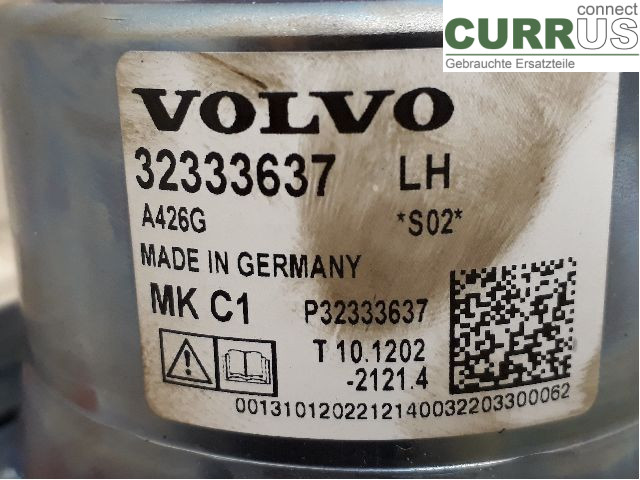 connect
CURRUS
Gebrauchte Ersatzteile
VOLVO
32333637 LH
A426G *S02*
MADE IN GERMANY
MK C1 P32333637
T 10.1202
-2121.4
0013101202212140032203300062